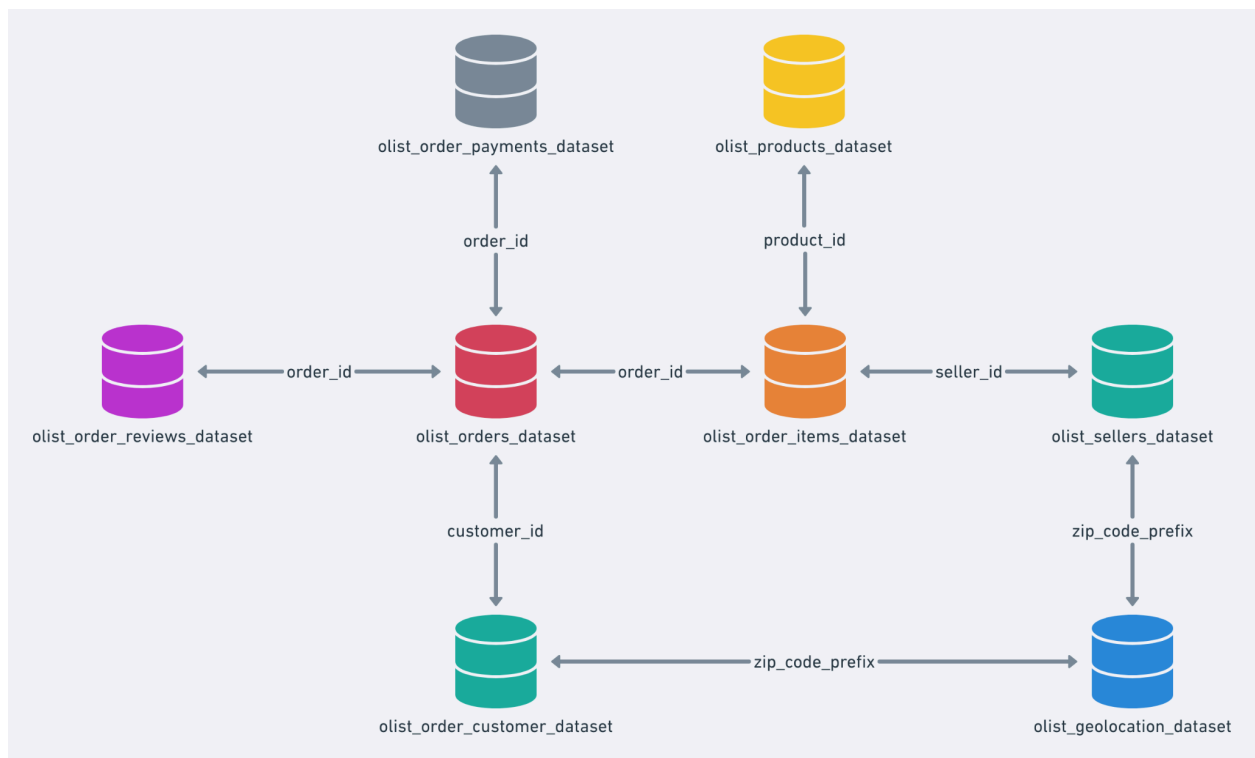 olist_order_payments_dataset
olist_products_dataset
order_id
product_id
order_id
order_id
seller_id
olist_order_reviews_dataset
olist_orders_dataset
olist_order_items_dataset
olist_sellers_dataset
customer_id
zip_code_prefix
zip_code_prefix
olist_order_customer_dataset
olist_geolocation_dataset